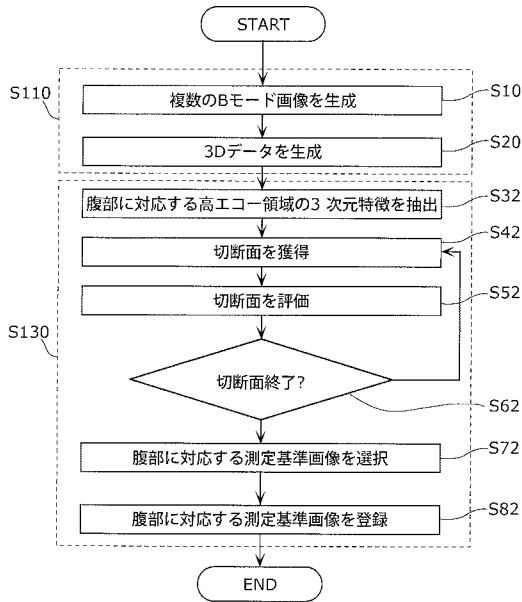 START
S110
複数のBモード画像を生成
S10
3Dデータを生成
S20
腹部に対応する高エコー領域の3 次元特徴を抽出
S32
切断面を獲得
S42
切断面を評価
S52
S130
切断面終了?
S62
腹部に対応する測定基準画像を選択
S72
腹部に対応する測定基準画像を登録
S82
END